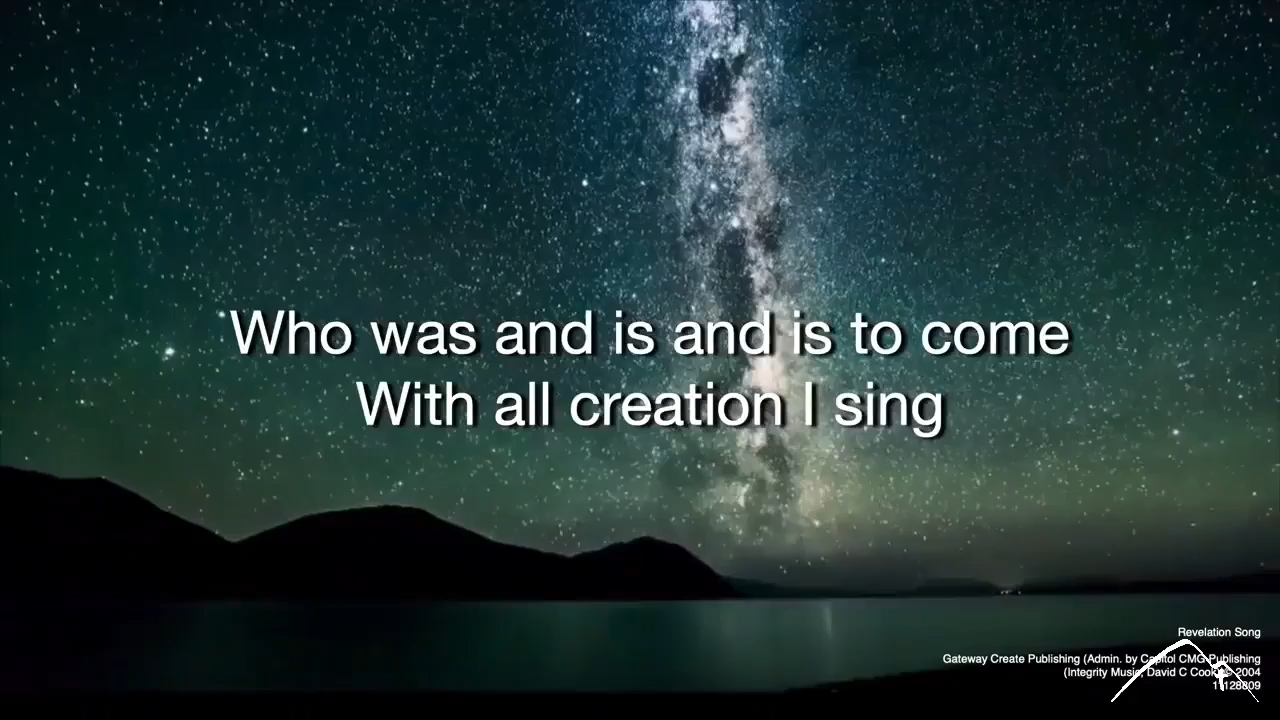 Who was and is and is to come
With all creation I sing
Revelation Song
Gateway Create Publishing (Admin. by Capitol CMG Publishing
(Integrity Music, David C Cook 2004